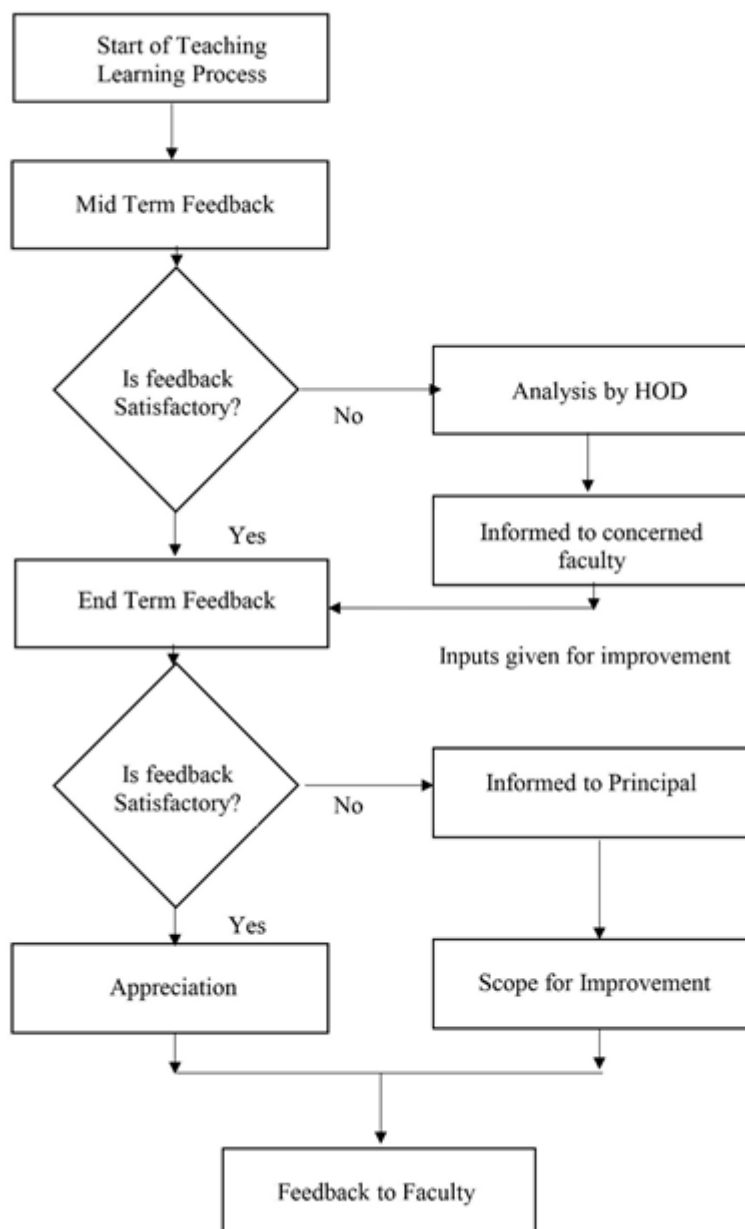 Start of Teaching
Learning Process
Mid Term Feedback
Is feedback
Satisfactory?
No
Analysis by HOD
Yes
Informed to concerned
faculty
End Term Feedback
Inputs given for improvement
Is feedback
Satisfactory?
No
Informed to Principal
Yes
Appreciation
Scope for Improvement
Feedback to Faculty